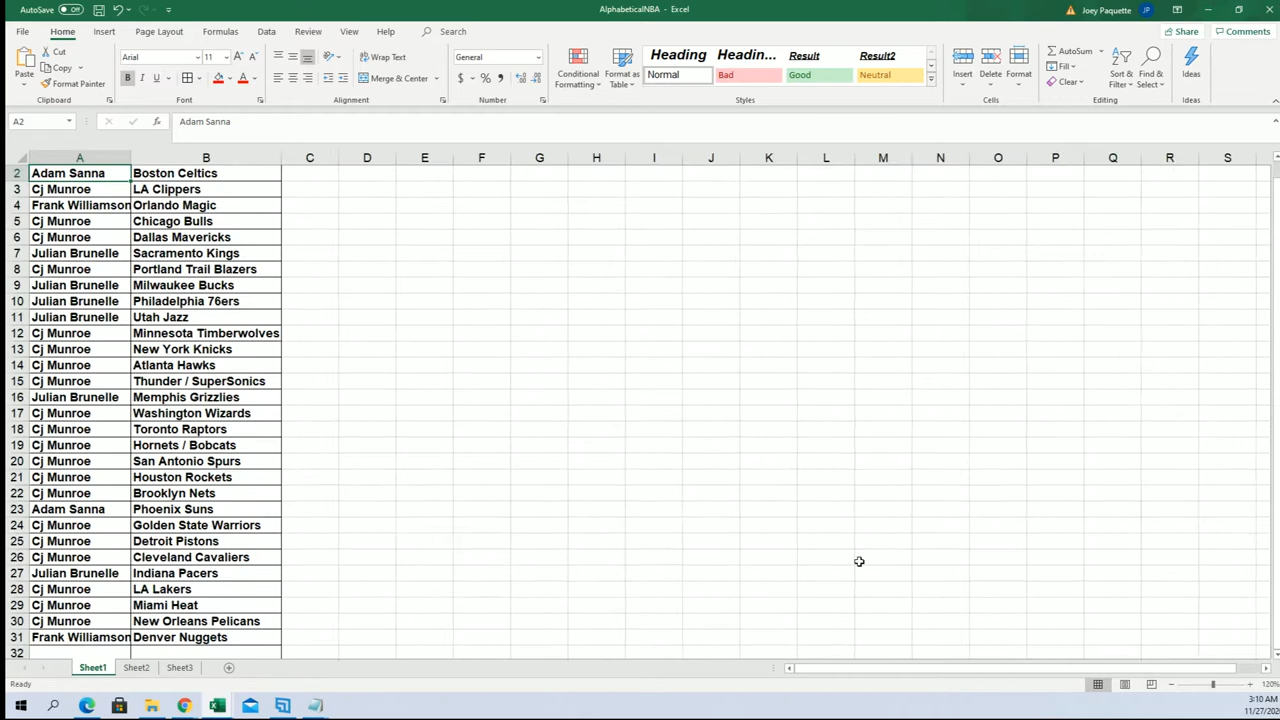 AutoSave Off AlphabeticalNBA - Excel Joey Paquette JP
File Home Insert Page Layout Formulas Data Review View Help Search Share Comments
Paste Cut Copy Format Painter Clipboard
Arial 11 B I U A Font
Wrap Text Merge & Center Alignment
General $ % Number
Conditional Formatting Format as Table
Heading Headin... Result Result2
Normal Bad Good Neutral
Styles
Insert Delete Format Cells
AutoSum Fill Clear Sort & Filter Find & Select Editing
Ideas Ideas
A2 fx Adam Sanna
A B C D E F G H I J K L M N O P Q R S
2 Adam Sanna Boston Celtics
3 Cj Munroe LA Clippers
4 Frank Williamson Orlando Magic
5 Cj Munroe Chicago Bulls
6 Cj Munroe Dallas Mavericks
7 Julian Brunelle Sacramento Kings
8 Cj Munroe Portland Trail Blazers
9 Julian Brunelle Milwaukee Bucks
10 Julian Brunelle Philadelphia 76ers
11 Julian Brunelle Utah Jazz
12 Cj Munroe Minnesota Timberwolves
13 Cj Munroe New York Knicks
14 Cj Munroe Atlanta Hawks
15 Cj Munroe Thunder / SuperSonics
16 Julian Brunelle Memphis Grizzlies
17 Cj Munroe Washington Wizards
18 Cj Munroe Toronto Raptors
19 Cj Munroe Hornets / Bobcats
20 Cj Munroe San Antonio Spurs
21 Cj Munroe Houston Rockets
22 Cj Munroe Brooklyn Nets
23 Adam Sanna Phoenix Suns
24 Cj Munroe Golden State Warriors
25 Cj Munroe Detroit Pistons
26 Cj Munroe Cleveland Cavaliers
27 Julian Brunelle Indiana Pacers
28 Cj Munroe LA Lakers
29 Cj Munroe Miami Heat
30 Cj Munroe New Orleans Pelicans
31 Frank Williamson Denver Nuggets
32
Sheet1 Sheet2 Sheet3
Ready 120%
3:10 AM